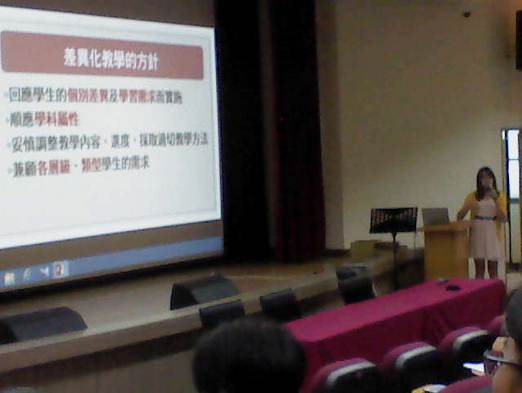 差異化教學的方針
◦回應學生的個別差異及學習需求而實施
◦順應學科屬性
◦妥慎調整教學內容、進度、採取適切教學方法
◦兼顧各層級、類型學生的需求